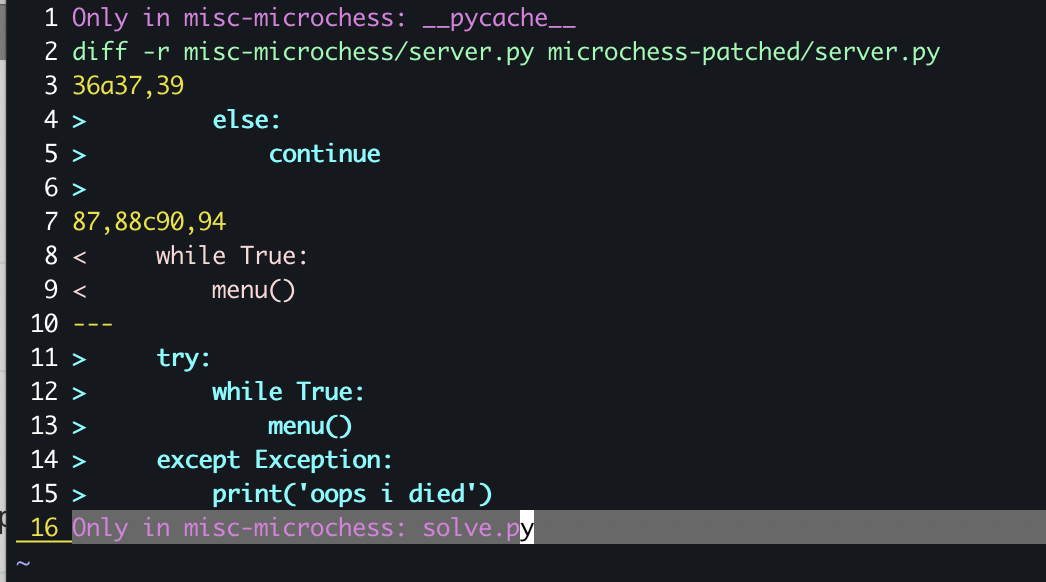 1 Only in misc-microchess: __pycache__
2 diff -r misc-microchess/server.py microchess-patched/server.py
3 36a37,39
4 >         else:
5 >             continue
6 >
7 87,88c90,94
8 <     while True:
9 <         menu()
10 ---
11 >     try:
12 >         while True:
13 >             menu()
14 >     except Exception:
15 >         print('oops i died')
16 Only in misc-microchess: solve.py
~